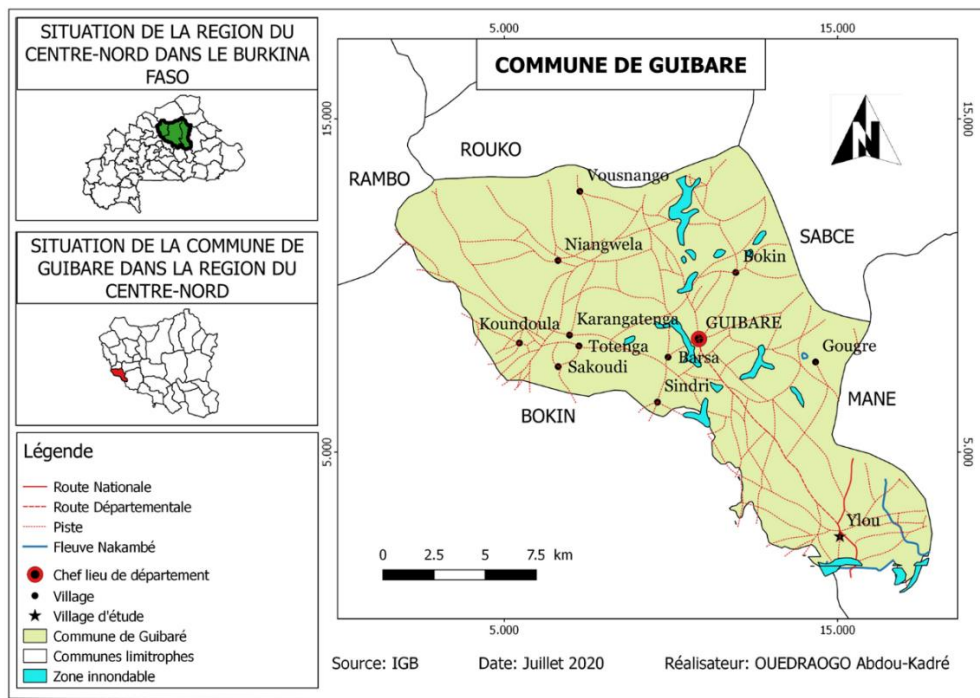 SITUATION DE LA REGION DU
CENTRE-NORD DANS LE BURKINA
FASO
SITUATION DE LA COMMUNE DE
GUIBARE DANS LA REGION DU
CENTRE-NORD
Légende
Route Nationale
Route Départementale
Piste
Fleuve Nakambé
Chef lieu de département
Village
Village d'étude
Commune de Guibaré
Communes limitrophes
Zone innondable
5.000
15.000
COMMUNE DE GUIBARE
15.000
15.000
N
ROUKO
RAMBO
Vousnango
SABCE
Niangwela
Bokin
Koundoula
Karangatenga
GUIBARE
Totenga
Barsa
Gougre
Sakoudi
Sindri
MANE
BOKIN
5.000
5.000
Ylou
0 2.5 5 7.5 km
5.000
15.000
Source: IGB Date: Juillet 2020 Réalisateur: OUEDRAOGO Abdou-Kadré